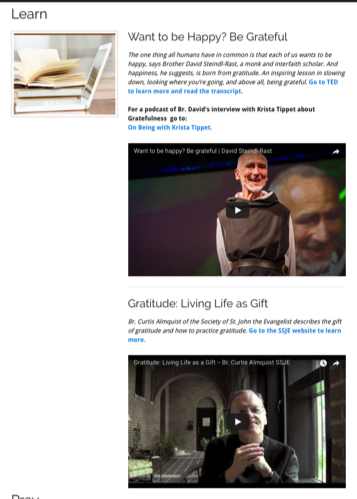 Learn
Want to be Happy? Be Grateful
The one thing all humans have in common is that each of us wants to be
happy, says Brother David Steindl-Rast, a monk and interfaith scholar. And
happiness, he suggests, is born from gratitude. An inspiring lesson in slowing
down, looking where you're going, and above all, being grateful. Go to TED
to learn more and read the transcript.
For a podcast of Br. David's interview with Krista Tippet about
Gratefulness go to:
On Being with Krista Tippet.
Want to be happy? Be grateful | David Steindl-Rast
Gratitude: Living Life as Gift
Br. Curtis Almquist of the Society of St. John the Evangelist describes the gift
of gratitude and how to practice gratitude. Go to the SSJE website to learn
more.
Gratitude: Living Life as a Gift – Br. Curtis Almquist SSJE